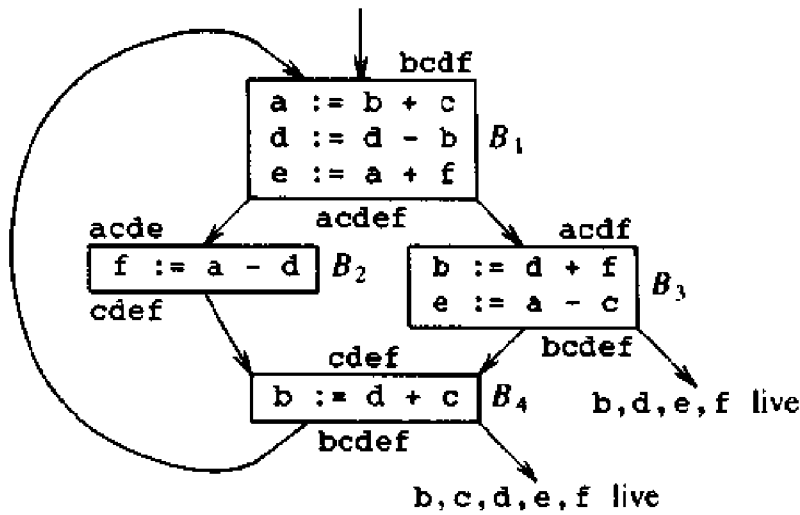 bcdf
a := b + c
d := d - b
e := a + f
B1
acdef
acde
f := a - d
B2
cdef
acdf
b := d + f
e := a - c
B3
bcdef
b,d,e,f live
cdef
b := d + c
B4
bcdef
b,c,d,e,f live